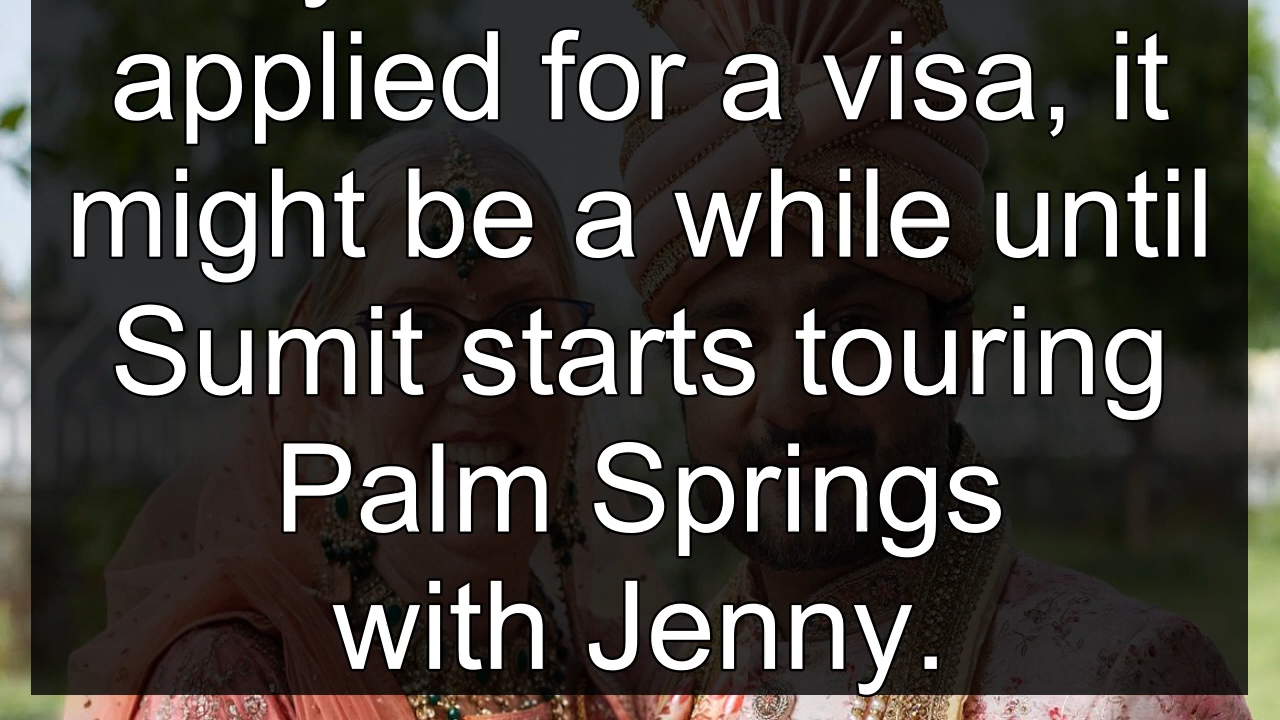 applied for a visa, it
might be a while until
Sumit starts touring
Palm Springs
with Jenny.